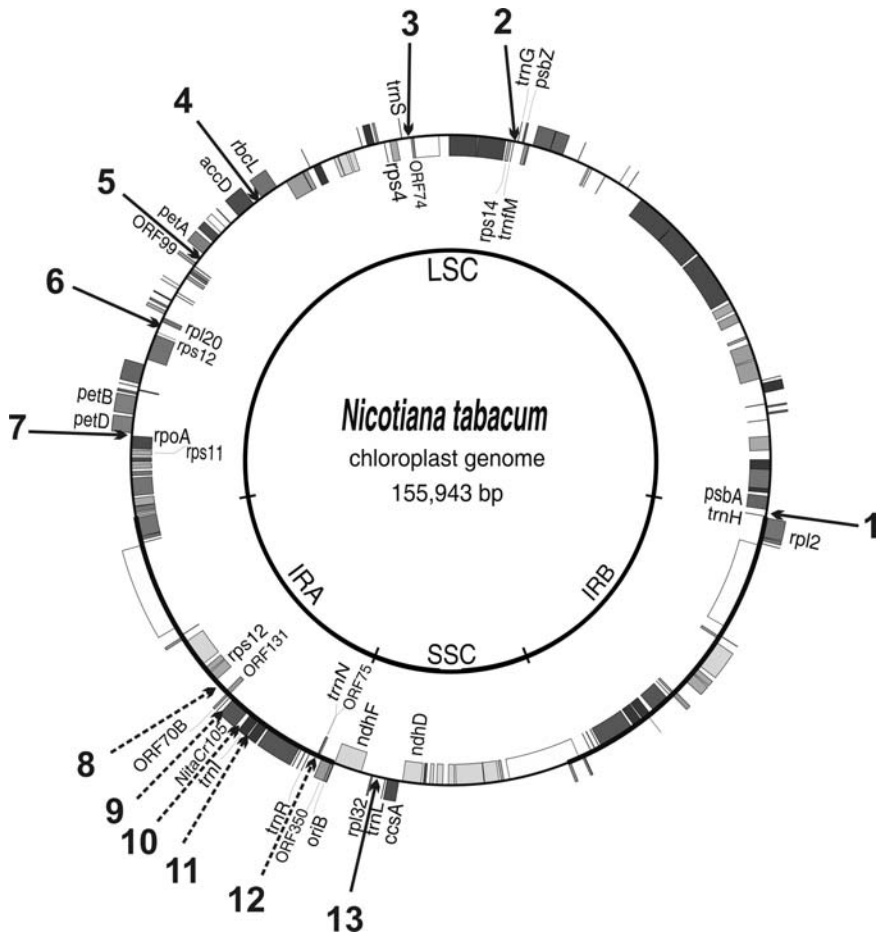 2
3
trnG
psbZ
trnS
4
rbcL
accD
rps4
ORF74
rps14
trnfM
5
petA
ORF99
LSC
6
rpl20
rps12
Nicotiana tabacum
petB
petD
7
rpoA
rps11
chloroplast genome
155,943 bp
psbA
trnH
1
rpl2
IRA
IRB
SSC
rps12
ORF131
trnN
ORF75
ndhF
ndhD
8
ORF70B
NitaCr105
trnI
9
10
11
trnR
ORF350
oriB
rpl32
trnL
ccsA
12
13